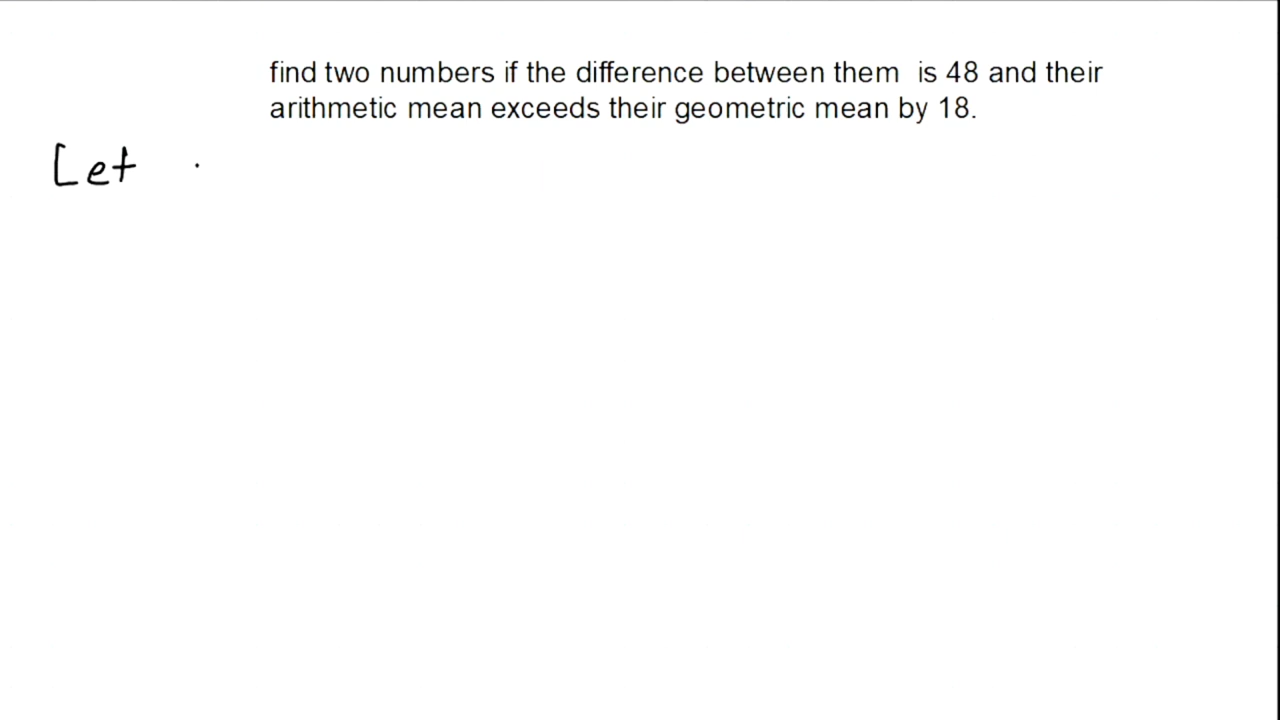 find two numbers if the difference between them is 48 and their
arithmetic mean exceeds their geometric mean by 18.
Let